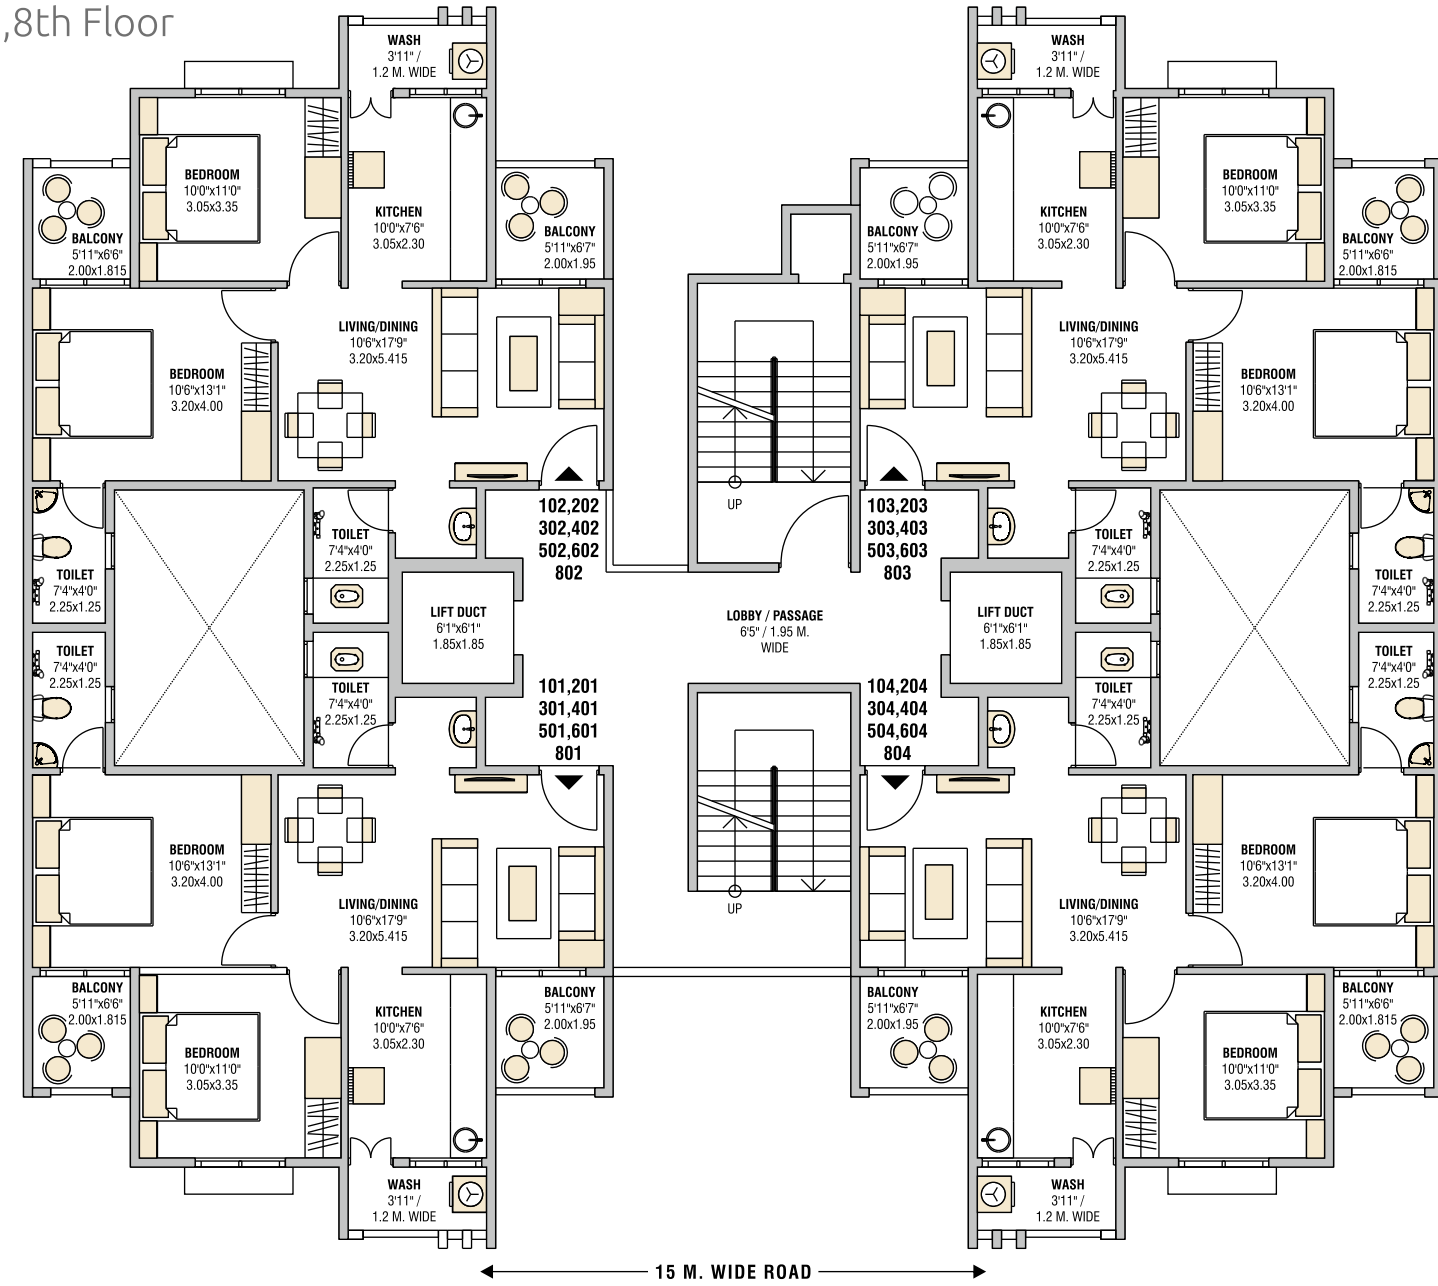 ,8th Floor
WASH
3'11" /
1.2 M. WIDE
WASH
3'11" /
1.2 M. WIDE
BEDROOM
10'0"x11'0"
3.05x3.35
KITCHEN
10'0"x7'6"
3.05x2.30
BALCONY
5'11"x6'6"
2.00x1.815
BALCONY
5'11"x6'7"
2.00x1.95
BALCONY
5'11"x6'7"
2.00x1.95
KITCHEN
10'0"x7'6"
3.05x2.30
BEDROOM
10'0"x11'0"
3.05x3.35
BALCONY
5'11"x6'6"
2.00x1.815
LIVING/DINING
10'6"x17'9"
3.20x5.415
BEDROOM
10'6"x13'1"
3.20x4.00
LIVING/DINING
10'6"x17'9"
3.20x5.415
BEDROOM
10'6"x13'1"
3.20x4.00
UP
102,202
302,402
502,602
802
103,203
303,403
503,603
803
TOILET
7'4"x4'0"
2.25x1.25
TOILET
7'4"x4'0"
2.25x1.25
TOILET
7'4"x4'0"
2.25x1.25
TOILET
7'4"x4'0"
2.25x1.25
LIFT DUCT
6'1"x6'1"
1.85x1.85
LOBBY / PASSAGE
6'5" / 1.95 M.
WIDE
LIFT DUCT
6'1"x6'1"
1.85x1.85
TOILET
7'4"x4'0"
2.25x1.25
TOILET
7'4"x4'0"
2.25x1.25
TOILET
7'4"x4'0"
2.25x1.25
TOILET
7'4"x4'0"
2.25x1.25
101,201
301,401
501,601
801
104,204
304,404
504,604
804
BEDROOM
10'6"x13'1"
3.20x4.00
LIVING/DINING
10'6"x17'9"
3.20x5.415
UP
LIVING/DINING
10'6"x17'9"
3.20x5.415
BEDROOM
10'6"x13'1"
3.20x4.00
BALCONY
5'11"x6'6"
2.00x1.815
BEDROOM
10'0"x11'0"
3.05x3.35
KITCHEN
10'0"x7'6"
3.05x2.30
BALCONY
5'11"x6'7"
2.00x1.95
BALCONY
5'11"x6'7"
2.00x1.95
KITCHEN
10'0"x7'6"
3.05x2.30
BEDROOM
10'0"x11'0"
3.05x3.35
BALCONY
5'11"x6'6"
2.00x1.815
WASH
3'11" /
1.2 M. WIDE
WASH
3'11" /
1.2 M. WIDE
15 M. WIDE ROAD